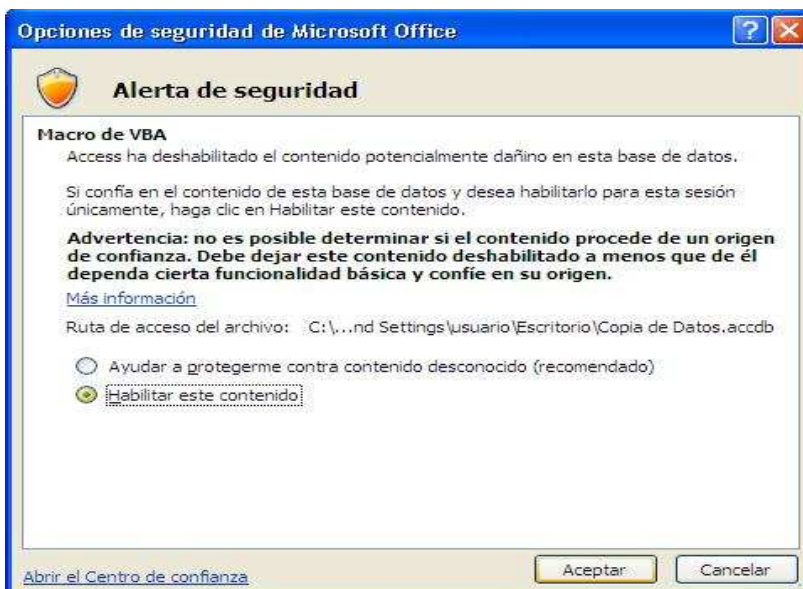 Opciones de seguridad de Microsoft Office
Alerta de seguridad
Macro de VBA
Access ha deshabilitado el contenido potencialmente dañino en esta base de datos.
Si confía en el contenido de esta base de datos y desea habilitarlo para esta sesión
únicamente, haga clic en Habilitar este contenido.
Advertencia: no es posible determinar si el contenido procede de un origen
de confianza. Debe dejar este contenido deshabilitado a menos que de él
dependa cierta funcionalidad básica y confíe en su origen.
Más información
Ruta de acceso del archivo: C:\...nd Settings\usuario\Escritorio\Copia de Datos.accdb
Ayudar a protegerme contra contenido desconocido (recomendado)
Habilitar este contenido
Abrir el Centro de confianza
Aceptar
Cancelar